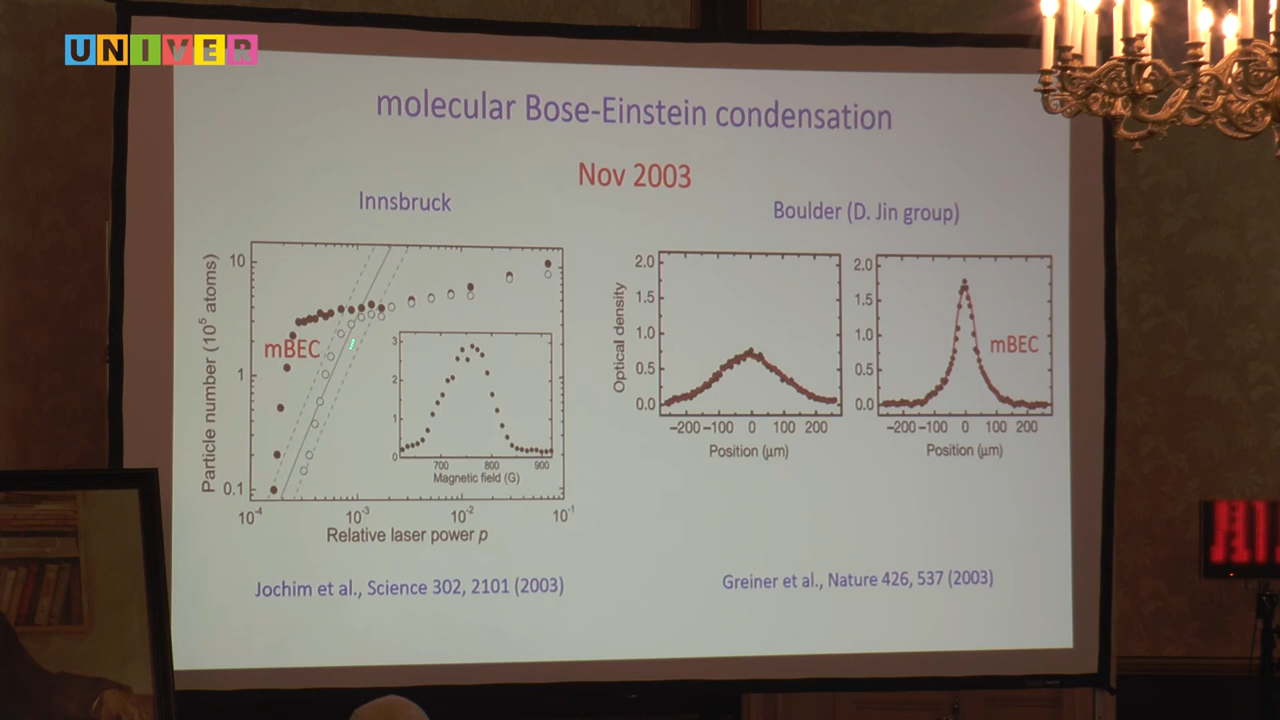 UNIVER
molecular Bose-Einstein condensation
Nov 2003
Innsbruck
Boulder (D. Jin group)
Particle number (10⁵ atoms)
10
1
0.1
mBEC
3
2
1
0
700 800 900
Magnetic field (G)
10⁻⁴ 10⁻³ 10⁻² 10⁻¹
Relative laser power p
Optical density
2.0
1.5
1.0
0.5
0.0
−200 −100 0 100 200
Position (μm)
2.0
1.5
1.0
0.5
0.0
mBEC
−200 −100 0 100 200
Position (μm)
Jochim et al., Science 302, 2101 (2003)
Greiner et al., Nature 426, 537 (2003)